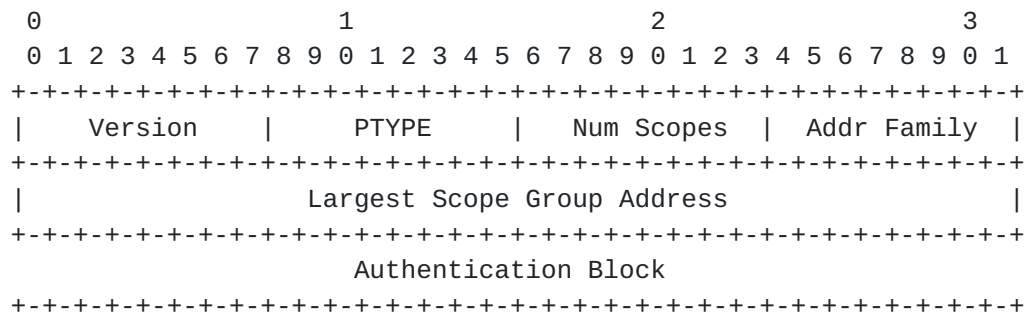 0                   1                   2                   3
 0 1 2 3 4 5 6 7 8 9 0 1 2 3 4 5 6 7 8 9 0 1 2 3 4 5 6 7 8 9 0 1
+-+-+-+-+-+-+-+-+-+-+-+-+-+-+-+-+-+-+-+-+-+-+-+-+-+-+-+-+-+-+-+-+
|    Version    |     PTYPE     |   Num Scopes  |  Addr Family  |
+-+-+-+-+-+-+-+-+-+-+-+-+-+-+-+-+-+-+-+-+-+-+-+-+-+-+-+-+-+-+-+-+
|                  Largest Scope Group Address                  |
+-+-+-+-+-+-+-+-+-+-+-+-+-+-+-+-+-+-+-+-+-+-+-+-+-+-+-+-+-+-+-+-+
                      Authentication Block
+-+-+-+-+-+-+-+-+-+-+-+-+-+-+-+-+-+-+-+-+-+-+-+-+-+-+-+-+-+-+-+-+